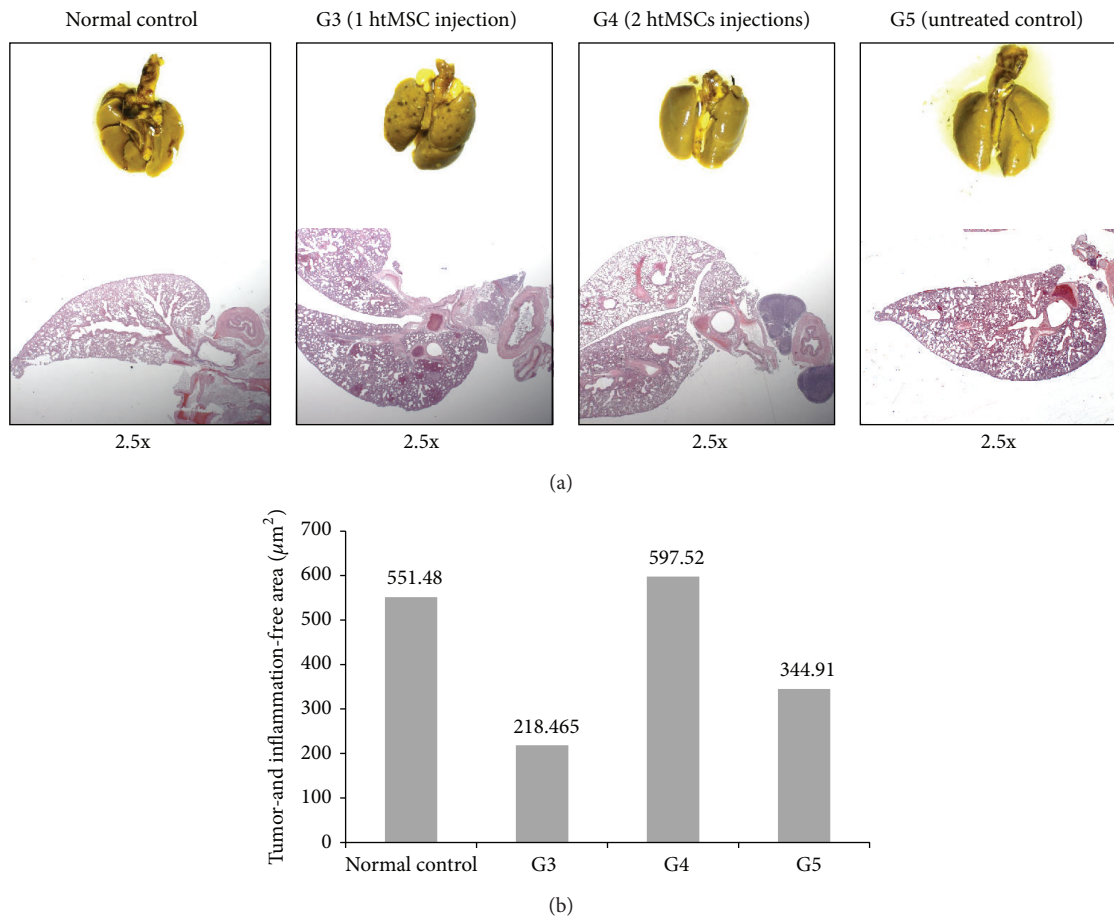 Normal control
G3 (1 htMSC injection)
G4 (2 htMSCs injections)
G5 (untreated control)
2.5x
2.5x
2.5x
2.5x
(a)
Tumor-and inflammation-free area (μm²)
700
600
500
400
300
200
100
0
551.48
218.465
597.52
344.91
Normal control
G3
G4
G5
(b)